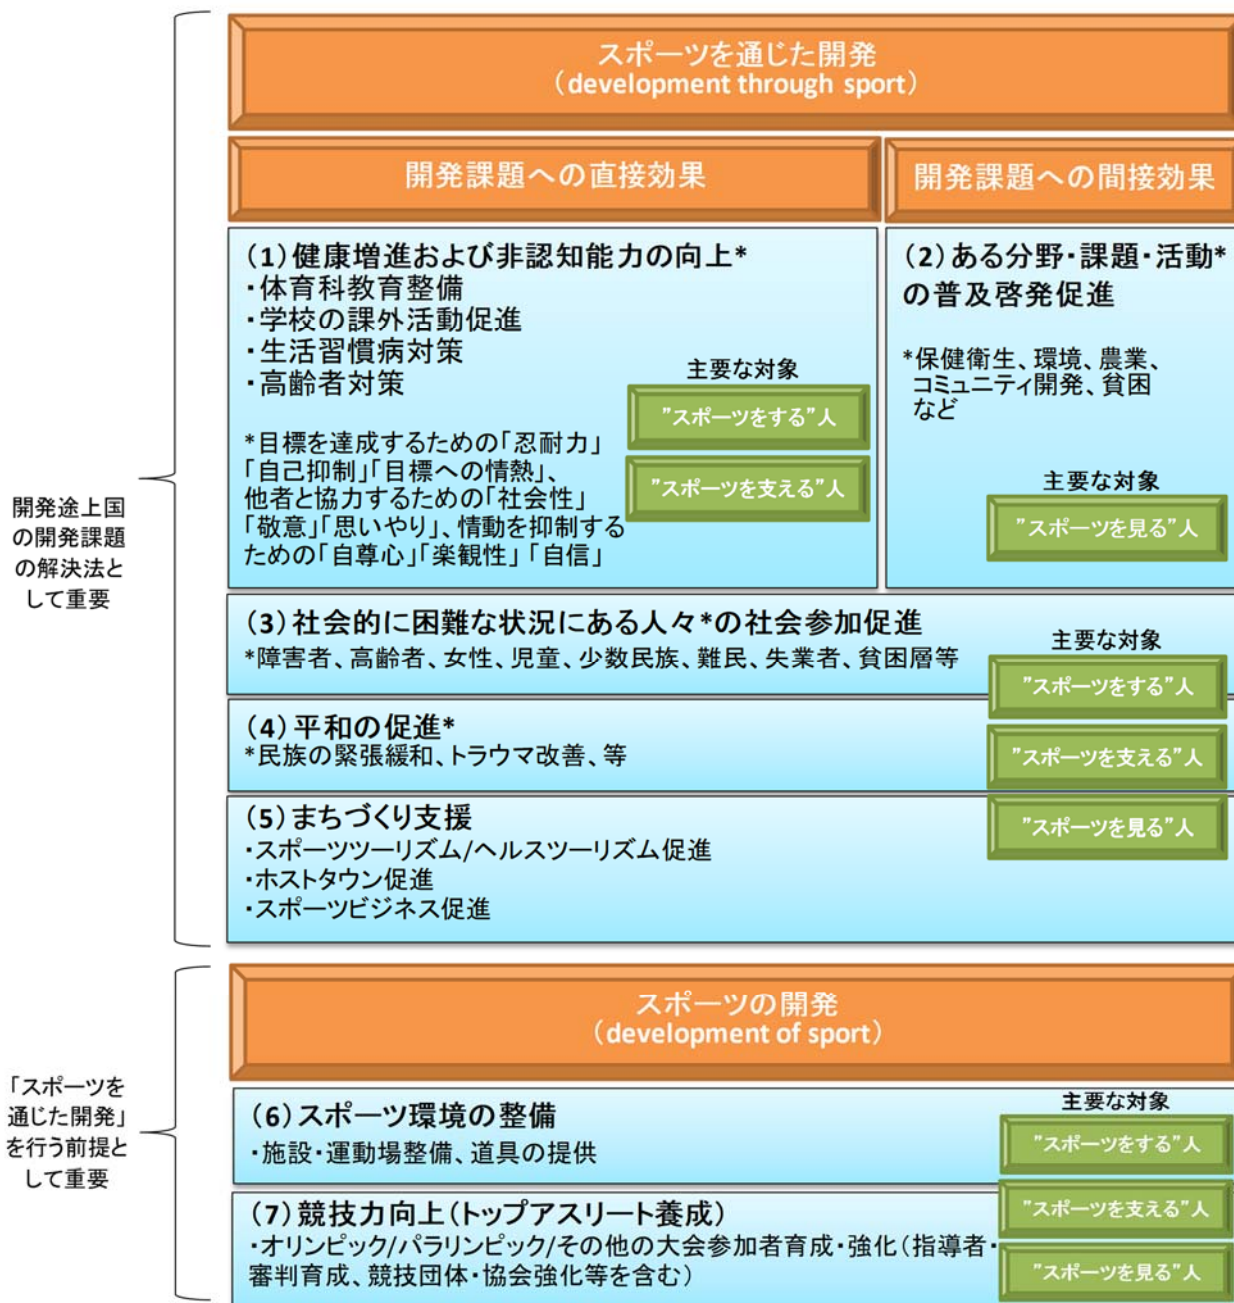 スポーツを通じた開発
(development through sport)
開発課題への直接効果
開発課題への間接効果
(1)健康増進および非認知能力の向上*
・体育科教育整備
・学校の課外活動促進
・生活習慣病対策
・高齢者対策
*目標を達成するための「忍耐力」
「自己抑制」「目標への情熱」、
他者と協力するための「社会性」
「敬意」「思いやり」、情動を抑制する
ための「自尊心」「楽観性」「自信」
主要な対象
”スポーツをする”人
”スポーツを支える”人
(2)ある分野・課題・活動*
の普及啓発促進
*保健衛生、環境、農業、
コミュニティ開発、貧困
など
主要な対象
”スポーツを見る”人
開発途上国
の開発課題
の解決法と
して重要
(3)社会的に困難な状況にある人々*の社会参加促進
*障害者、高齢者、女性、児童、少数民族、難民、失業者、貧困層等
(4)平和の促進*
*民族の緊張緩和、トラウマ改善、等
(5)まちづくり支援
・スポーツツーリズム/ヘルスツーリズム促進
・ホストタウン促進
・スポーツビジネス促進
主要な対象
”スポーツをする”人
”スポーツを支える”人
”スポーツを見る”人
スポーツの開発
(development of sport)
「スポーツを
通じた開発」
を行う前提と
して重要
(6)スポーツ環境の整備
・施設・運動場整備、道具の提供
(7)競技力向上(トップアスリート養成)
・オリンピック/パラリンピック/その他の大会参加者育成・強化(指導者・
審判育成、競技団体・協会強化等を含む)
主要な対象
”スポーツをする”人
”スポーツを支える”人
”スポーツを見る”人